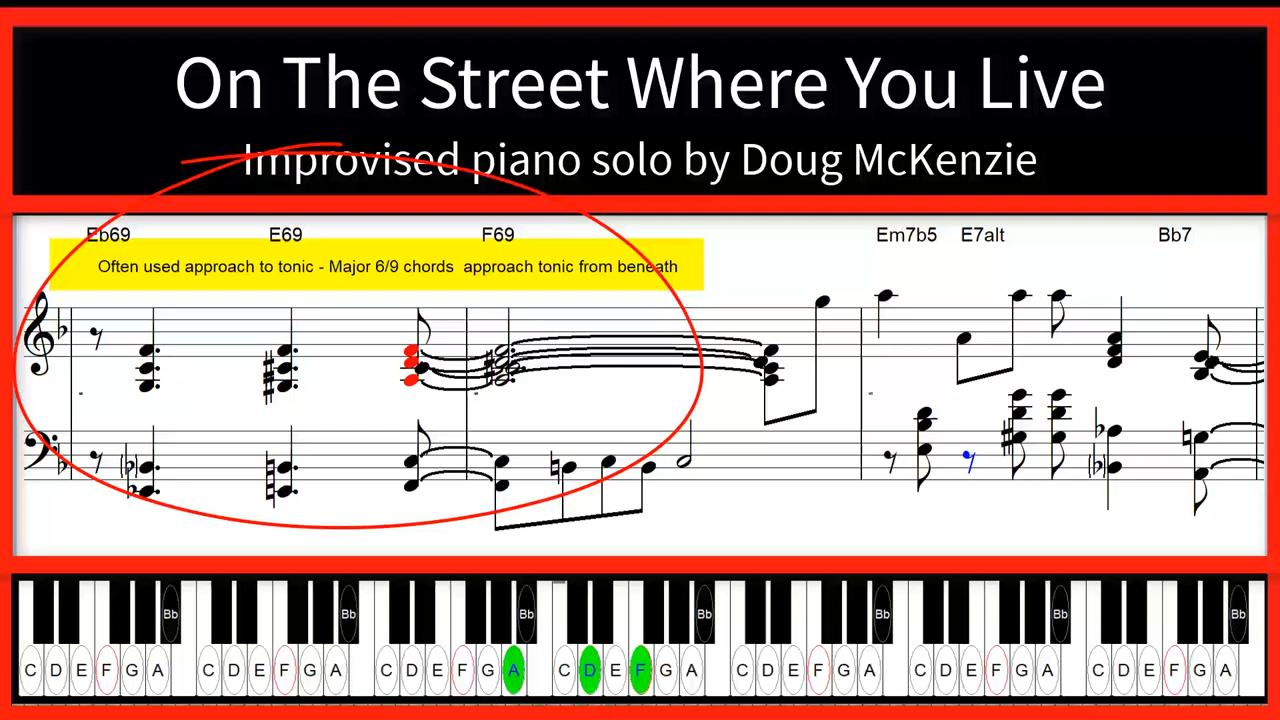 On The Street Where You Live
Improvised piano solo by Doug McKenzie
Eb69 E69 F69 Em7b5 E7alt Bb7
Often used approach to tonic - Major 6/9 chords approach tonic from beneath
Bb Bb Bb Bb Bb Bb Bb
C D E F G A C D E F G A C D E F G A C D E F G A C D E F G A C D E F G A C D E F G A